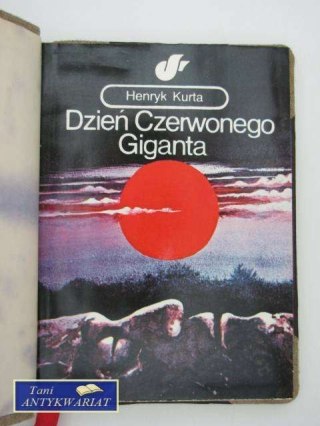 Henryk Kurta
Dzień Czerwonego
Giganta
Tani
ANTYKWARIAT